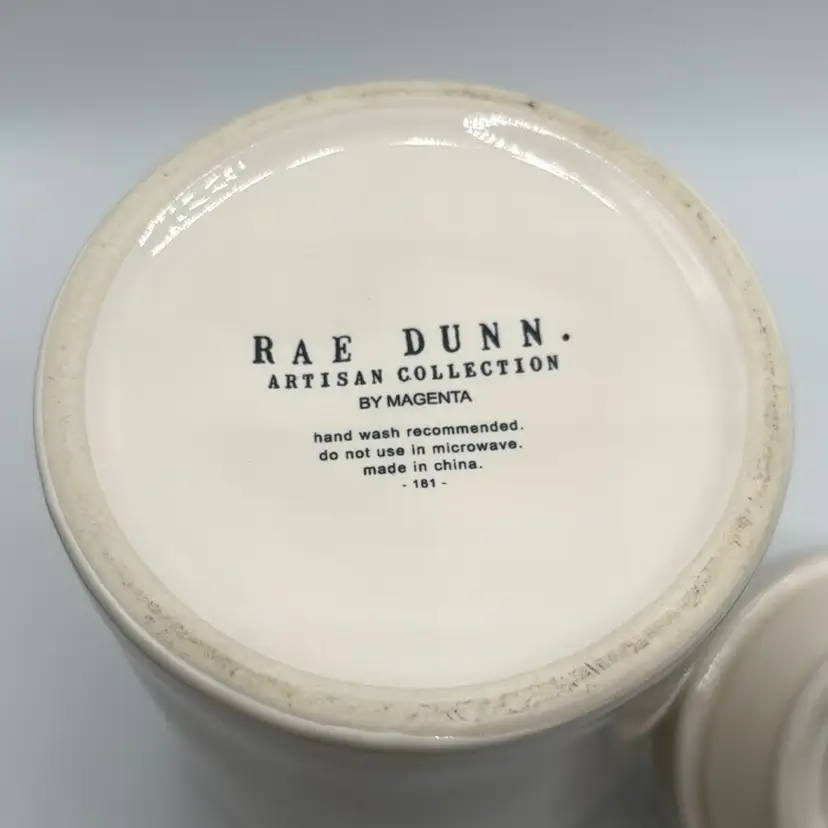 RAE DUNN.
ARTISAN COLLECTION
BY MAGENTA
hand wash recommended.
do not use in microwave.
made in china.
- 181 -